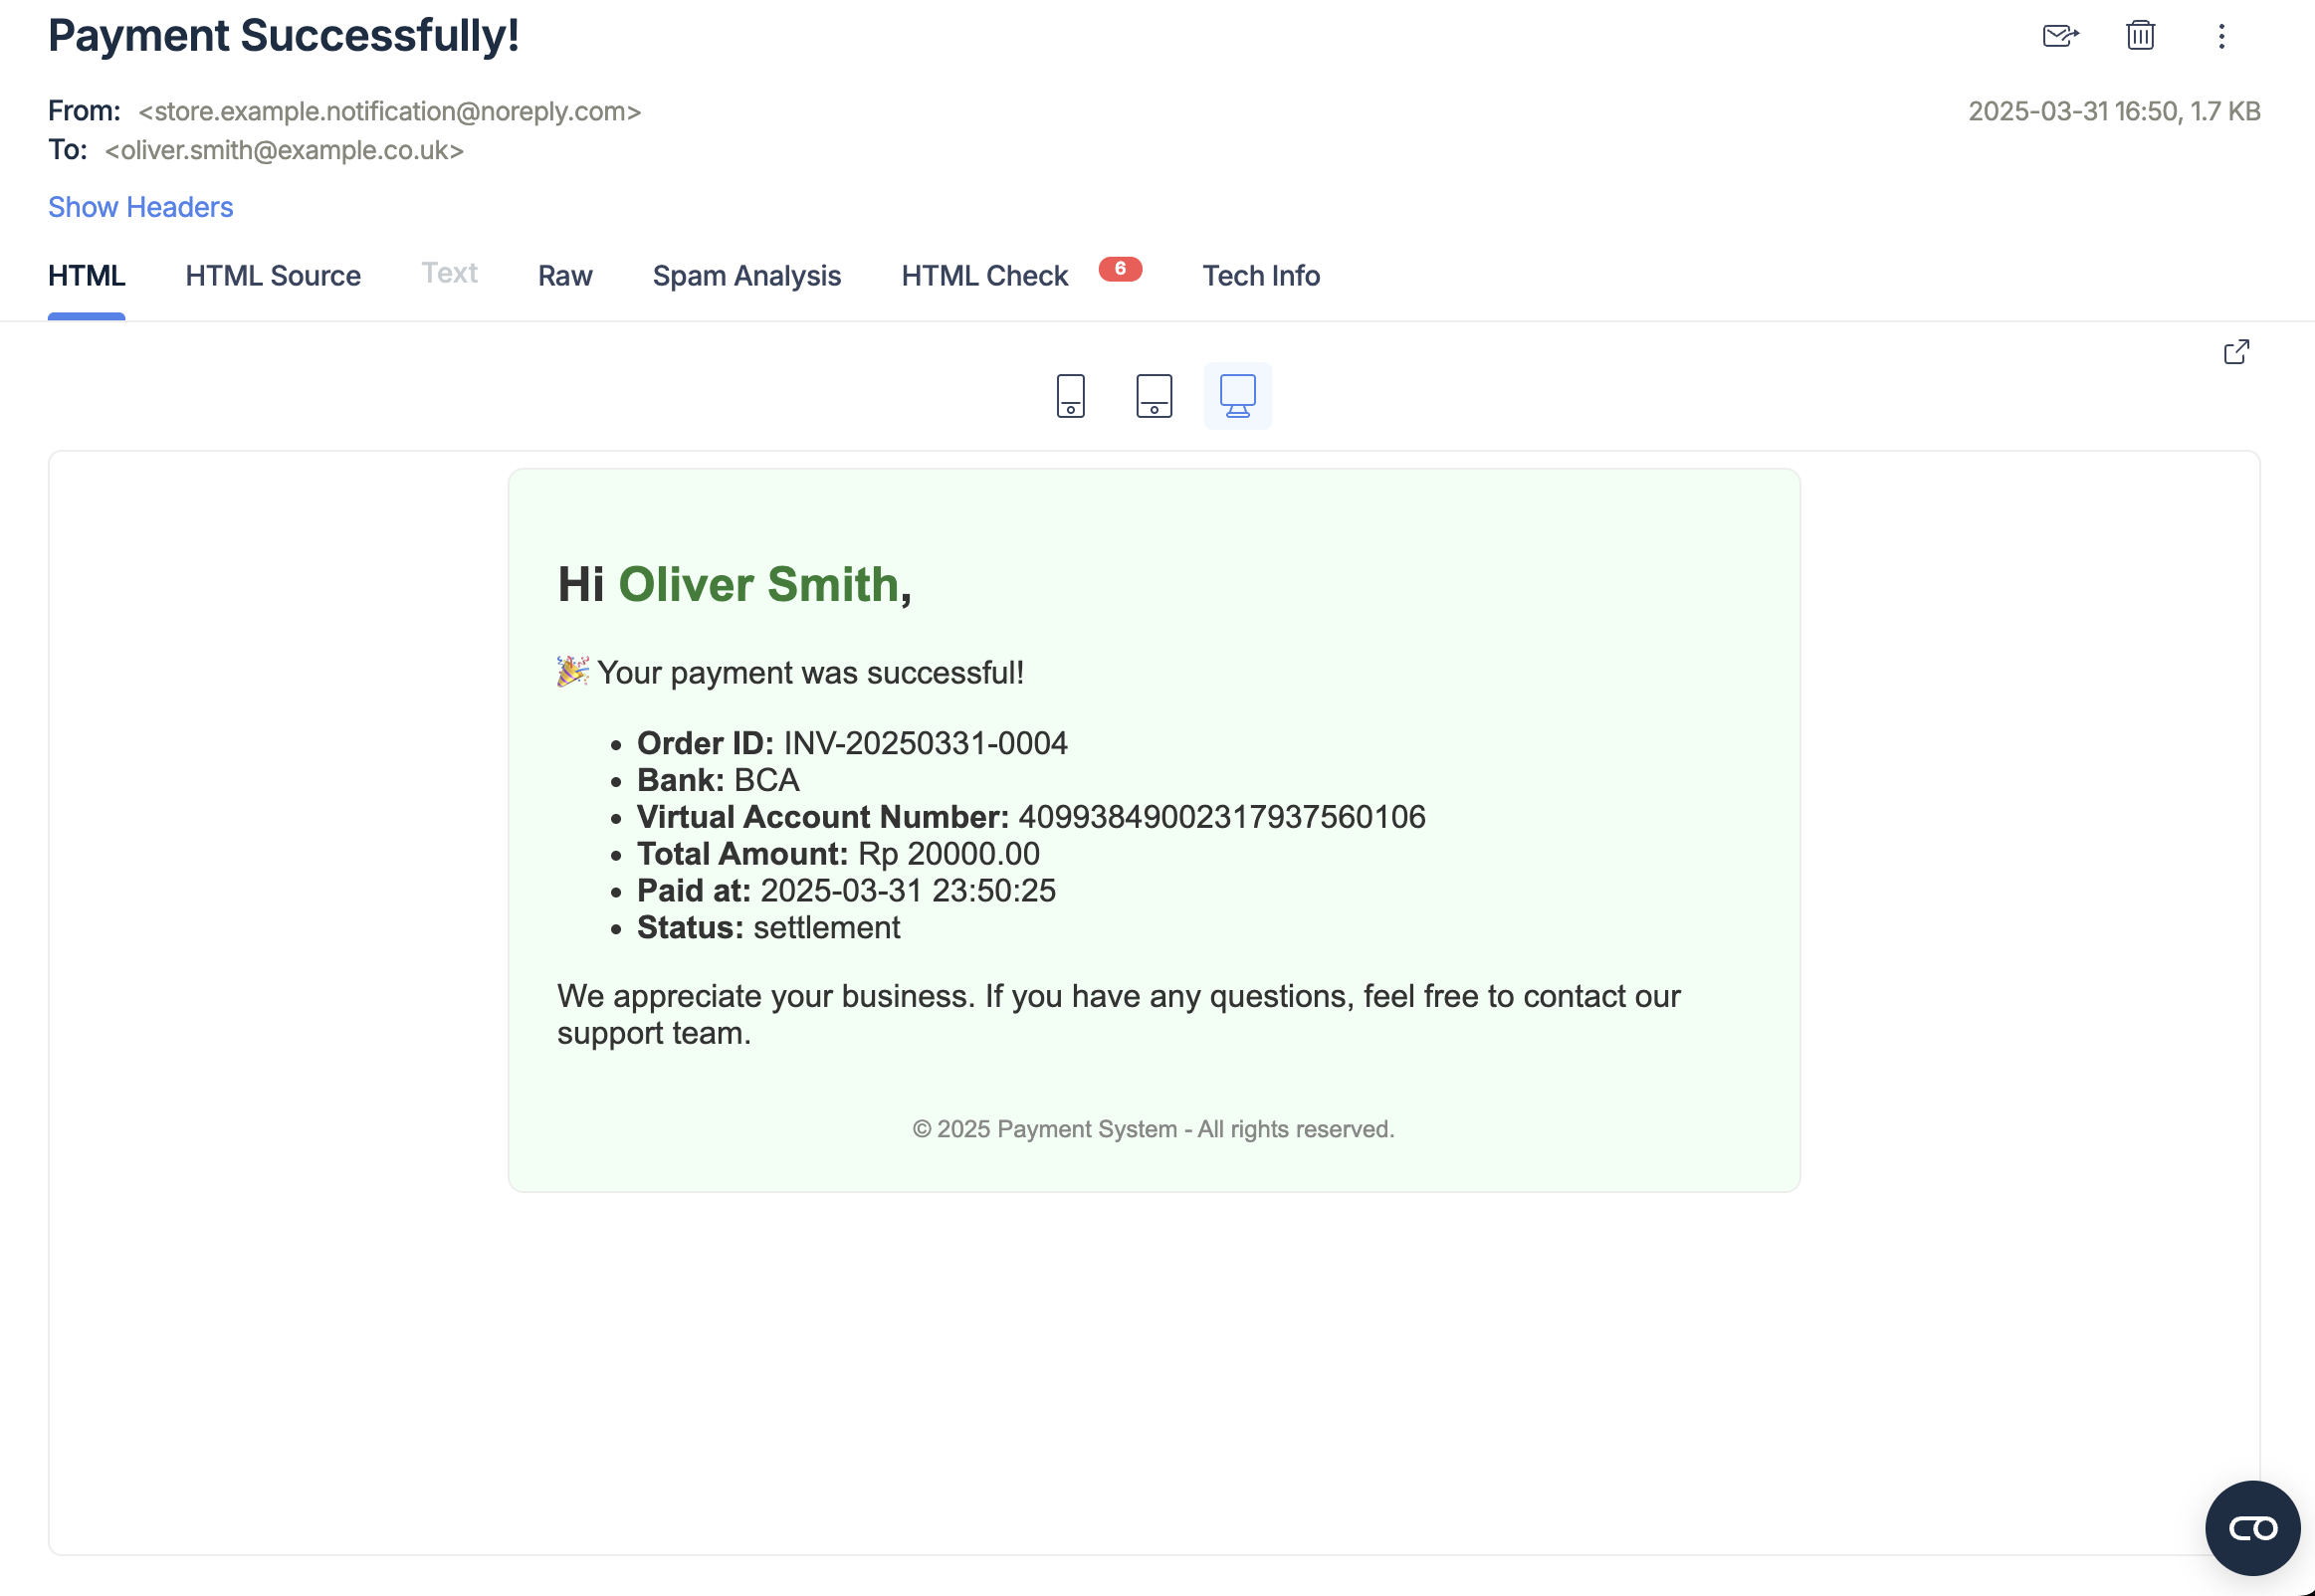 Payment Successfully!
From: <store.example.notification@noreply.com>
2025-03-31 16:50, 1.7 KB
To: <oliver.smith@example.co.uk>
Show Headers
HTML HTML Source Text Raw Spam Analysis HTML Check 6 Tech Info
Hi Oliver Smith,
🎉 Your payment was successful!
• Order ID: INV-20250331-0004
• Bank: BCA
• Virtual Account Number: 40993849002317937560106
• Total Amount: Rp 20000.00
• Paid at: 2025-03-31 23:50:25
• Status: settlement
We appreciate your business. If you have any questions, feel free to contact our
support team.
© 2025 Payment System - All rights reserved.